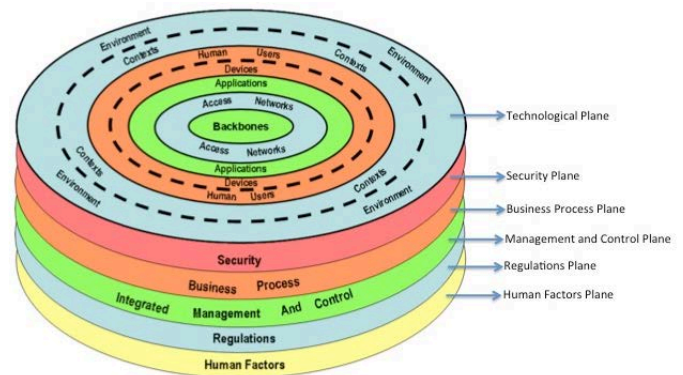 Environment Environment
Contexts Human Users Contexts
Devices
Applications
Access Networks
Backbones
Access Networks
Applications
Devices
Contexts Human Users Contexts
Environment Environment
Security
Business Process
Integrated Management And Control
Regulations
Human Factors
Technological Plane
Security Plane
Business Process Plane
Management and Control Plane
Regulations Plane
Human Factors Plane